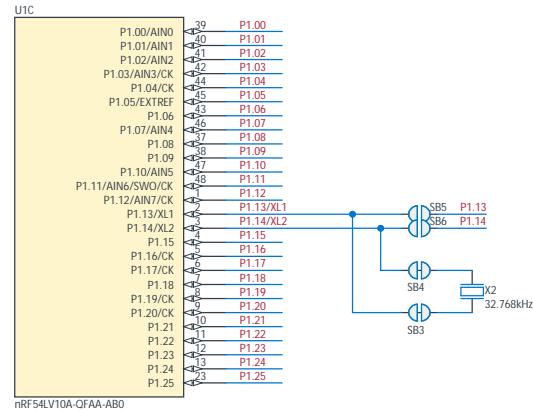 U1C
P1.00/AIN0 39 P1.00
P1.01/AIN1 40 P1.01
P1.02/AIN2 41 P1.02
P1.03/AIN3/CK 42 P1.03
P1.04/CK 44 P1.04
P1.05/EXTREF 45 P1.05
P1.06 43 P1.06
P1.07/AIN4 46 P1.07
P1.08 37 P1.08
P1.09 38 P1.09
P1.10/AIN5 47 P1.10
P1.11/AIN6/SWO/CK 48 P1.11
P1.12/AIN7/CK 1 P1.12
P1.13/XL1 2 P1.13/XL1 SB5 P1.13
P1.14/XL2 3 P1.14/XL2 SB6 P1.14
P1.15 4 P1.15
P1.16/CK 5 P1.16
P1.17/CK 6 P1.17
P1.18 7 P1.18
SB4 X2
P1.19/CK 8 P1.19
32.768kHz
P1.20/CK 9 P1.20
P1.21 10 P1.21
SB3
P1.22 11 P1.22
P1.23 12 P1.23
P1.24 13 P1.24
P1.25 23 P1.25
nRF54LV10A-QFAA-AB0